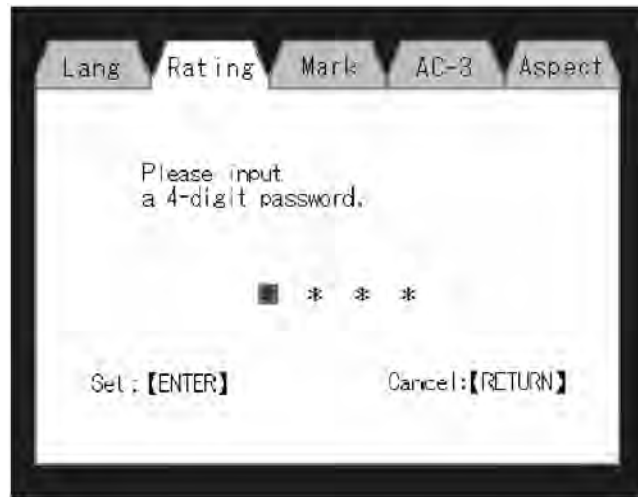 Lang Rating Mark AC-3 Aspect
Please input
a 4-digit password.
* * *
Set:【ENTER】 Cancel:【RETURN】